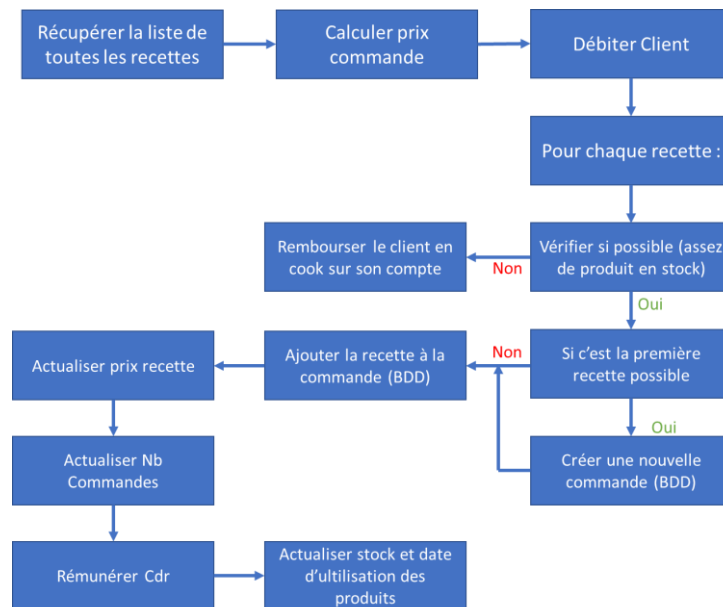 Récupérer la liste de
toutes les recettes
Calculer prix
commande
Débiter Client
Pour chaque recette :
Rembourser le client en
cook sur son compte
Non
Vérifier si possible (assez
de produit en stock)
Oui
Actualiser prix recette
Ajouter la recette à la
commande (BDD)
Non
Si c'est la première
recette possible
Oui
Actualiser Nb
Commandes
Créer une nouvelle
commande (BDD)
Rémunérer Cdr
Actualiser stock et date
d'ultilisation des
produits